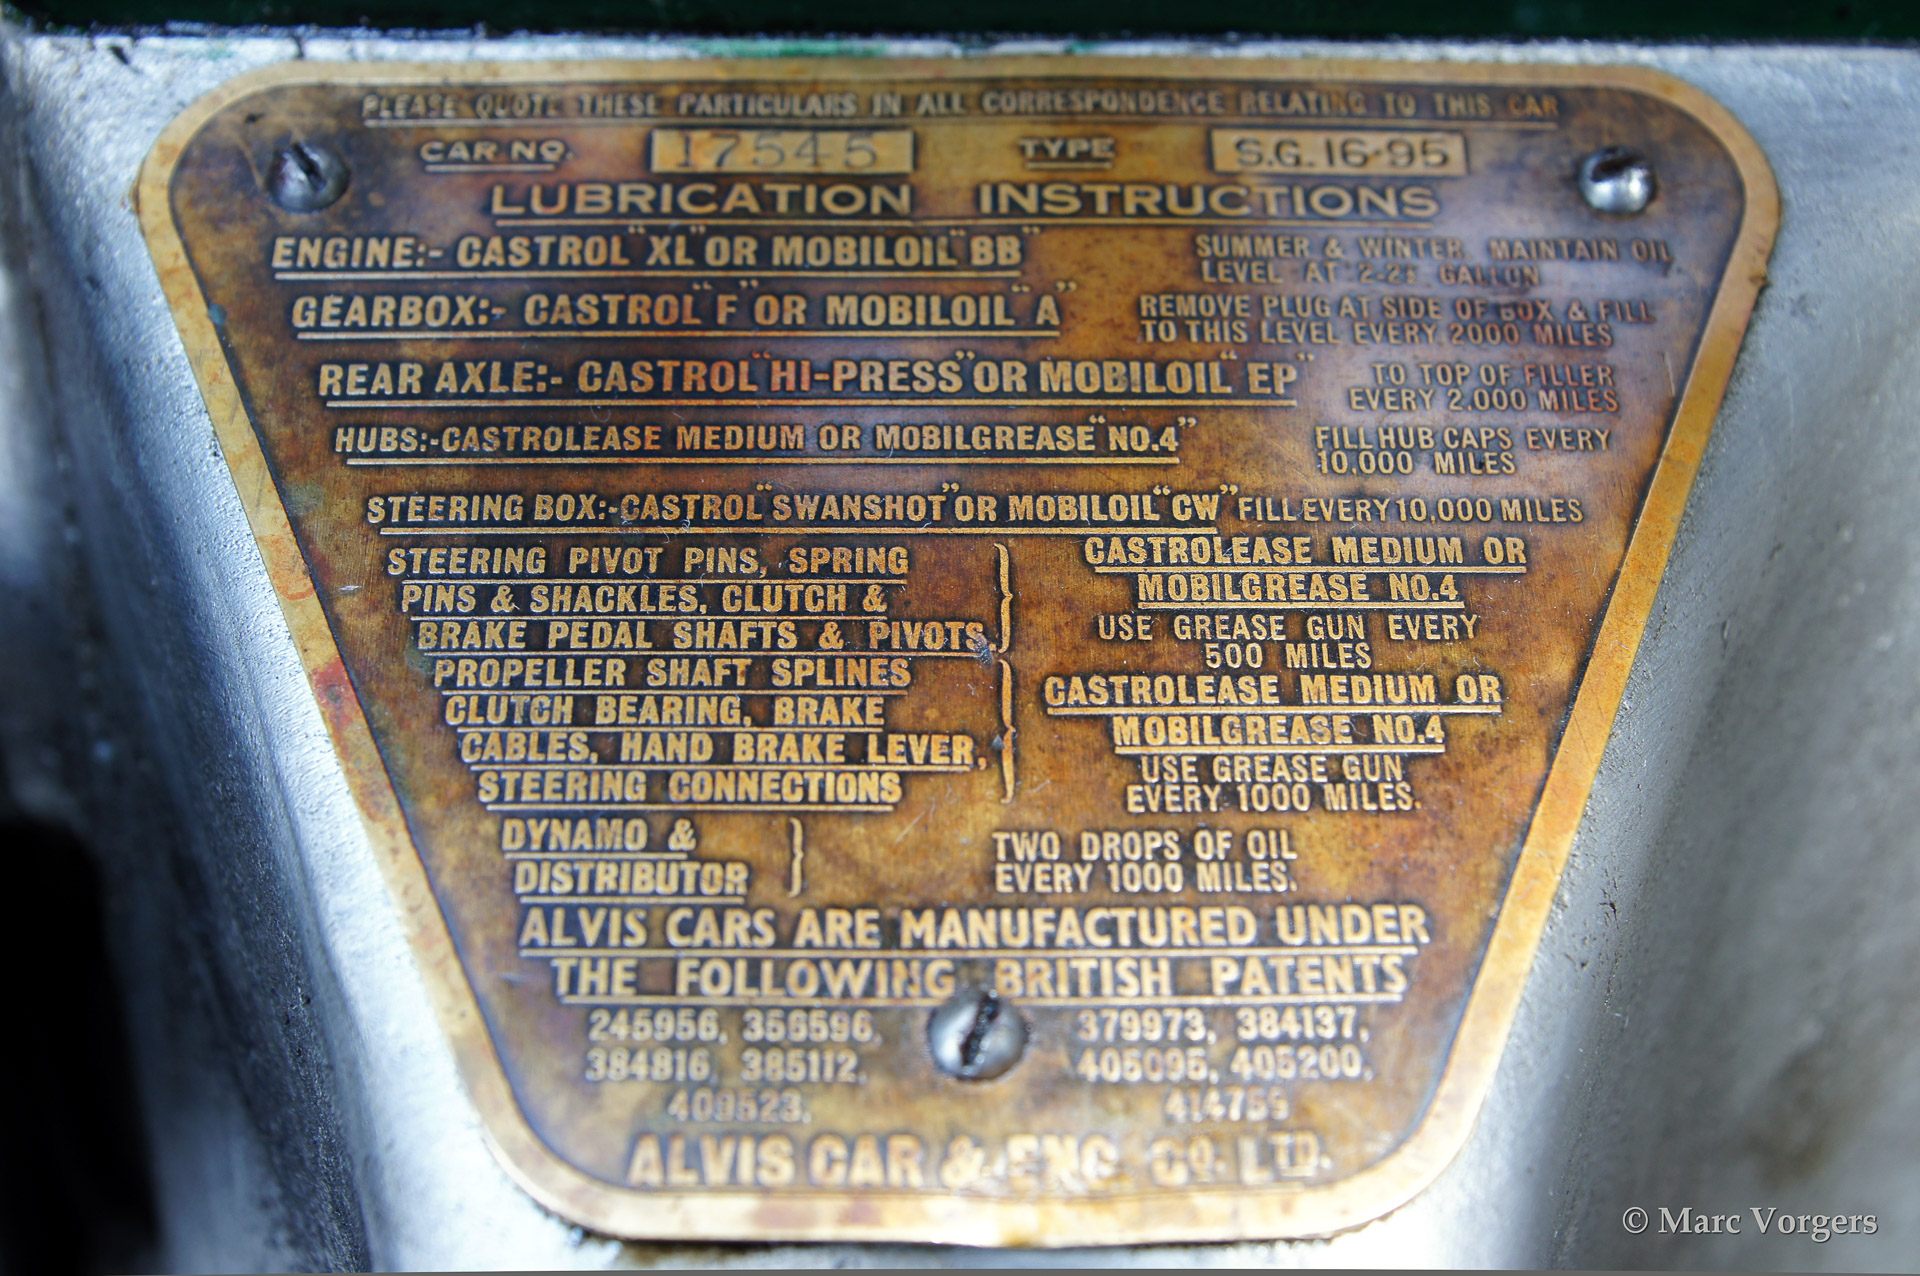 PLEASE QUOTE THESE PARTICULARS IN ALL CORRESPONDENCE RELATING TO THIS CAR
CAR NO. 17545 TYPE S.G. 16-95
LUBRICATION INSTRUCTIONS
ENGINE:- CASTROL "XL" OR MOBILOIL "BB" SUMMER & WINTER MAINTAIN OIL
LEVEL AT GALLON
GEARBOX:- CASTROL "F" OR MOBILOIL "A" REMOVE PLUG AT SIDE OF BOX & FILL
TO THIS LEVEL EVERY 2000 MILES
REAR AXLE:- CASTROL "HI-PRESS" OR MOBILOIL "EP" TO TOP OF FILLER
EVERY 2,000 MILES
HUBS:- CASTROLEASE MEDIUM OR MOBILGREASE "NO.4" FILL HUB CAPS EVERY
10,000 MILES
STEERING BOX:- CASTROL "SWANSHOT" OR MOBILOIL "CW" FILL EVERY 10,000 MILES
STEERING PIVOT PINS, SPRING
PINS & SHACKLES, CLUTCH &
BRAKE PEDAL SHAFTS & PIVOTS.
CASTROLEASE MEDIUM OR
MOBILGREASE NO.4
USE GREASE GUN EVERY
500 MILES
PROPELLER SHAFT SPLINES
CLUTCH BEARING, BRAKE
CABLES, HAND BRAKE LEVER,
STEERING CONNECTIONS
CASTROLEASE MEDIUM OR
MOBILGREASE NO.4
USE GREASE GUN
EVERY 1000 MILES.
DYNAMO &
DISTRIBUTOR
TWO DROPS OF OIL
EVERY 1000 MILES.
ALVIS CARS ARE MANUFACTURED UNDER
THE FOLLOWING BRITISH PATENTS
245956, 356596, 379973, 384137,
384816, 385112, 405095, 405200,
409523,
ALVIS CAR & ENG. CO. LTD.
© Marc Vorgers